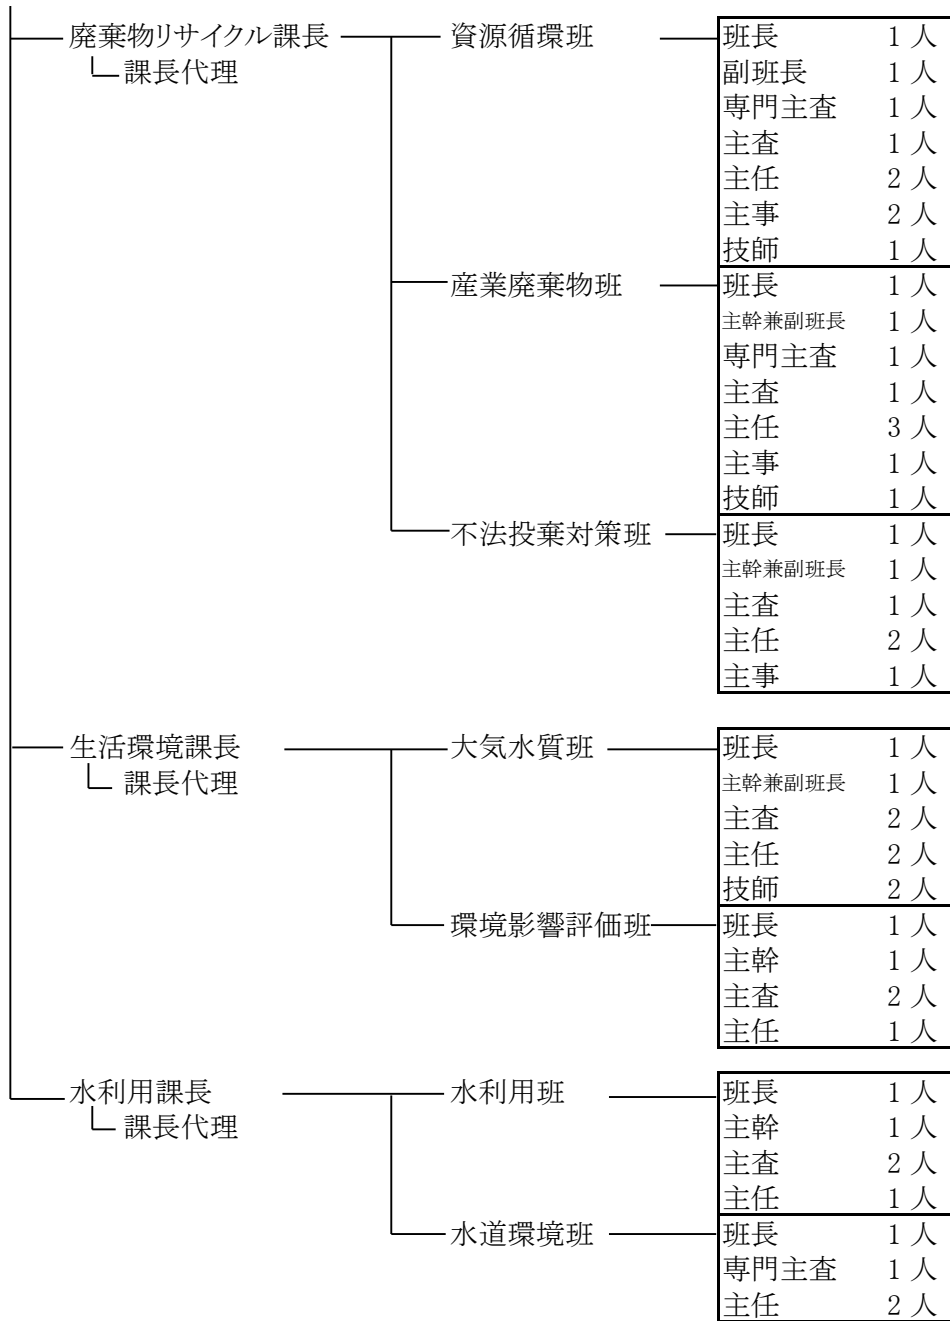 廃棄物リサイクル課長 資源循環班 班長 1 人
課長代理 副班長 1 人
専門主査 1 人
主査 1 人
主任 2 人
主事 2 人
技師 1 人
産業廃棄物班 班長 1 人
主幹兼副班長 1 人
専門主査 1 人
主査 1 人
主任 3 人
主事 1 人
技師 1 人
不法投棄対策班 班長 1 人
主幹兼副班長 1 人
主査 1 人
主任 2 人
主事 1 人
生活環境課長 大気水質班 班長 1 人
課長代理 主幹兼副班長 1 人
主査 2 人
主任 2 人
技師 2 人
環境影響評価班 班長 1 人
主幹 1 人
主査 2 人
主任 1 人
水利用課長 水利用班 班長 1 人
課長代理 主幹 1 人
主査 2 人
主任 1 人
水道環境班 班長 1 人
専門主査 1 人
主任 2 人